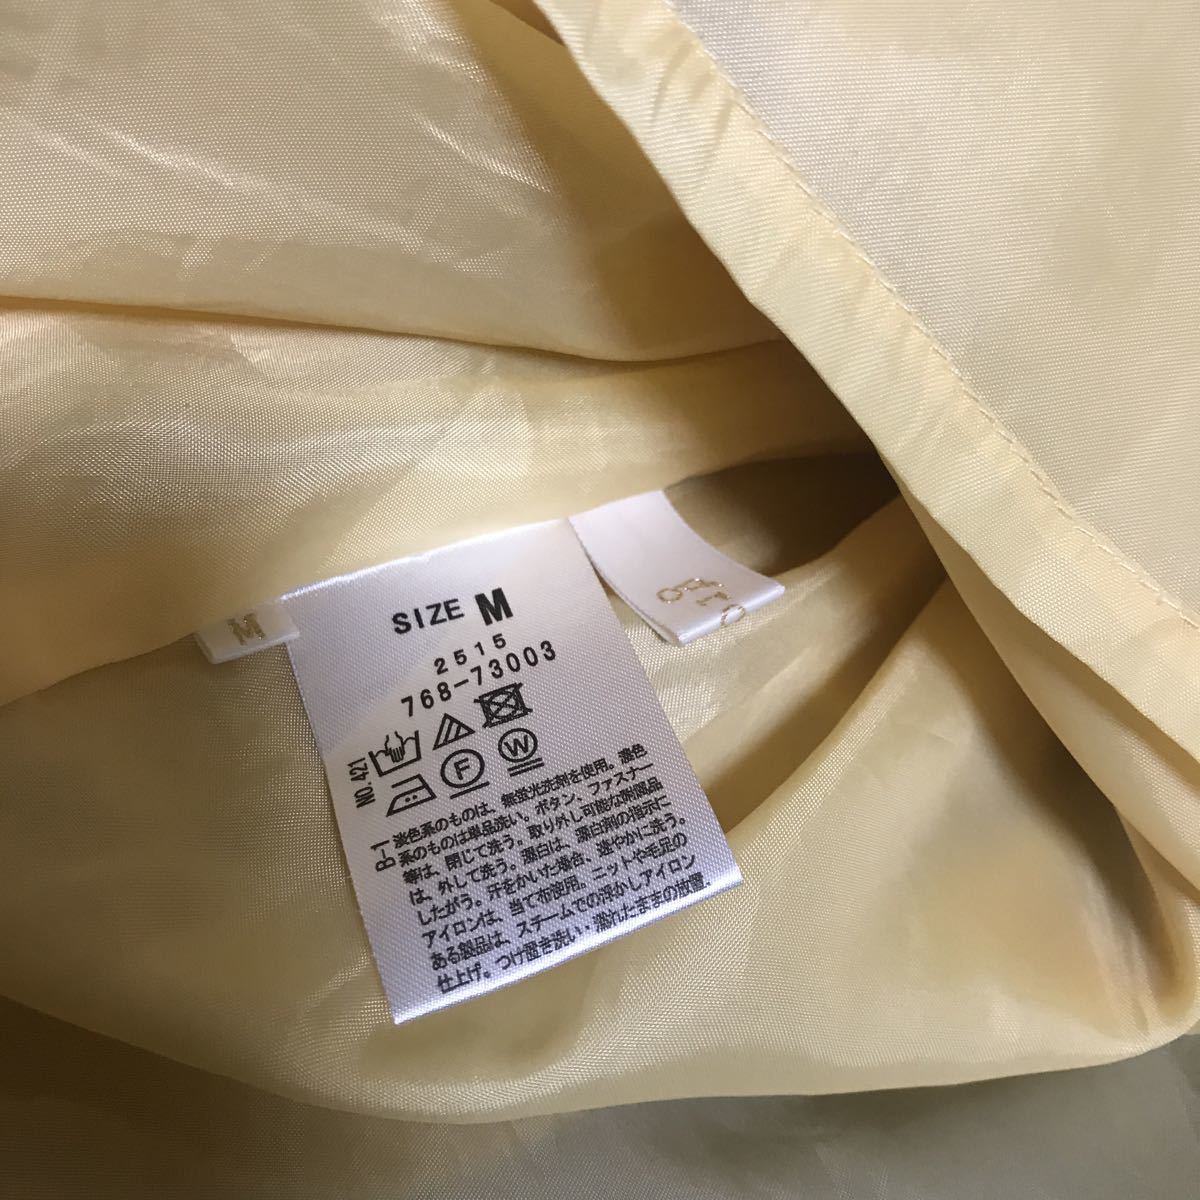 M
SIZE M
2515
768-73003
NO.421
F
W
B-1
淡色系のものは、無蛍光洗剤を使用。濃色
系のものは単品洗い。ボタン、ファスナー
等は、閉じて洗う。取り外し可能な附属品
は、外して洗う。漂白は、漂白剤の指示に
したがう。汗をかいた場合、速やかに洗う。
アイロンは、当て布使用。ニットや毛足の
ある製品は、スチームでの浮かしアイロン
仕上げ。つけ置き洗い・濡れたままの放置、